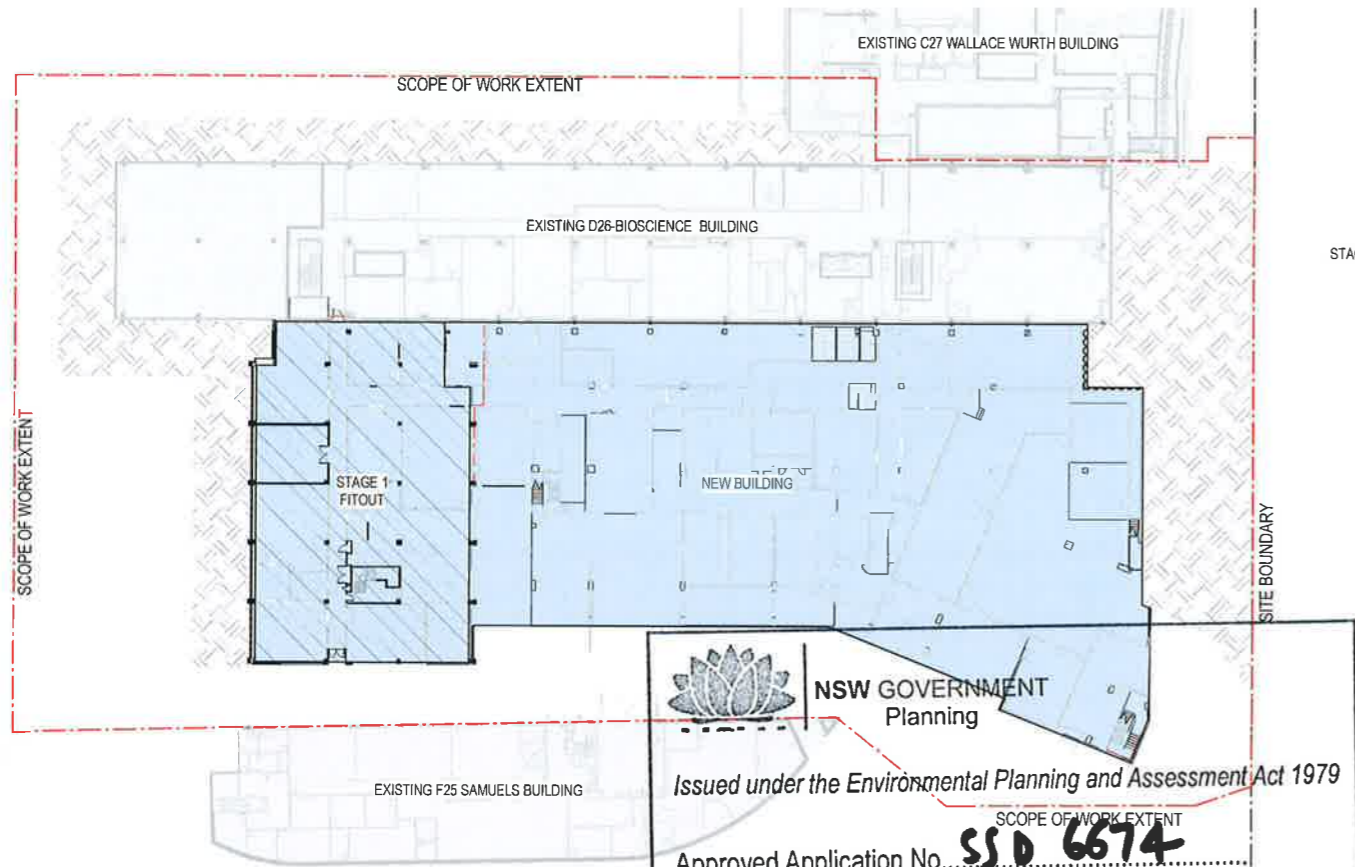 EXISTING C27 WALLACE WURTH BUILDING
SCOPE OF WORK EXTENT
EXISTING D26-BIOSCIENCE BUILDING
SCOPE OF WORK EXTENT
STAGE 1
FITOUT
NEW BUILDING
SITE BOUNDARY
NSW GOVERNMENT
Planning
EXISTING F25 SAMUELS BUILDING
Issued under the Environmental Planning and Assessment Act 1979
SCOPE OF WORK EXTENT
Approved Application No. SSD 6674